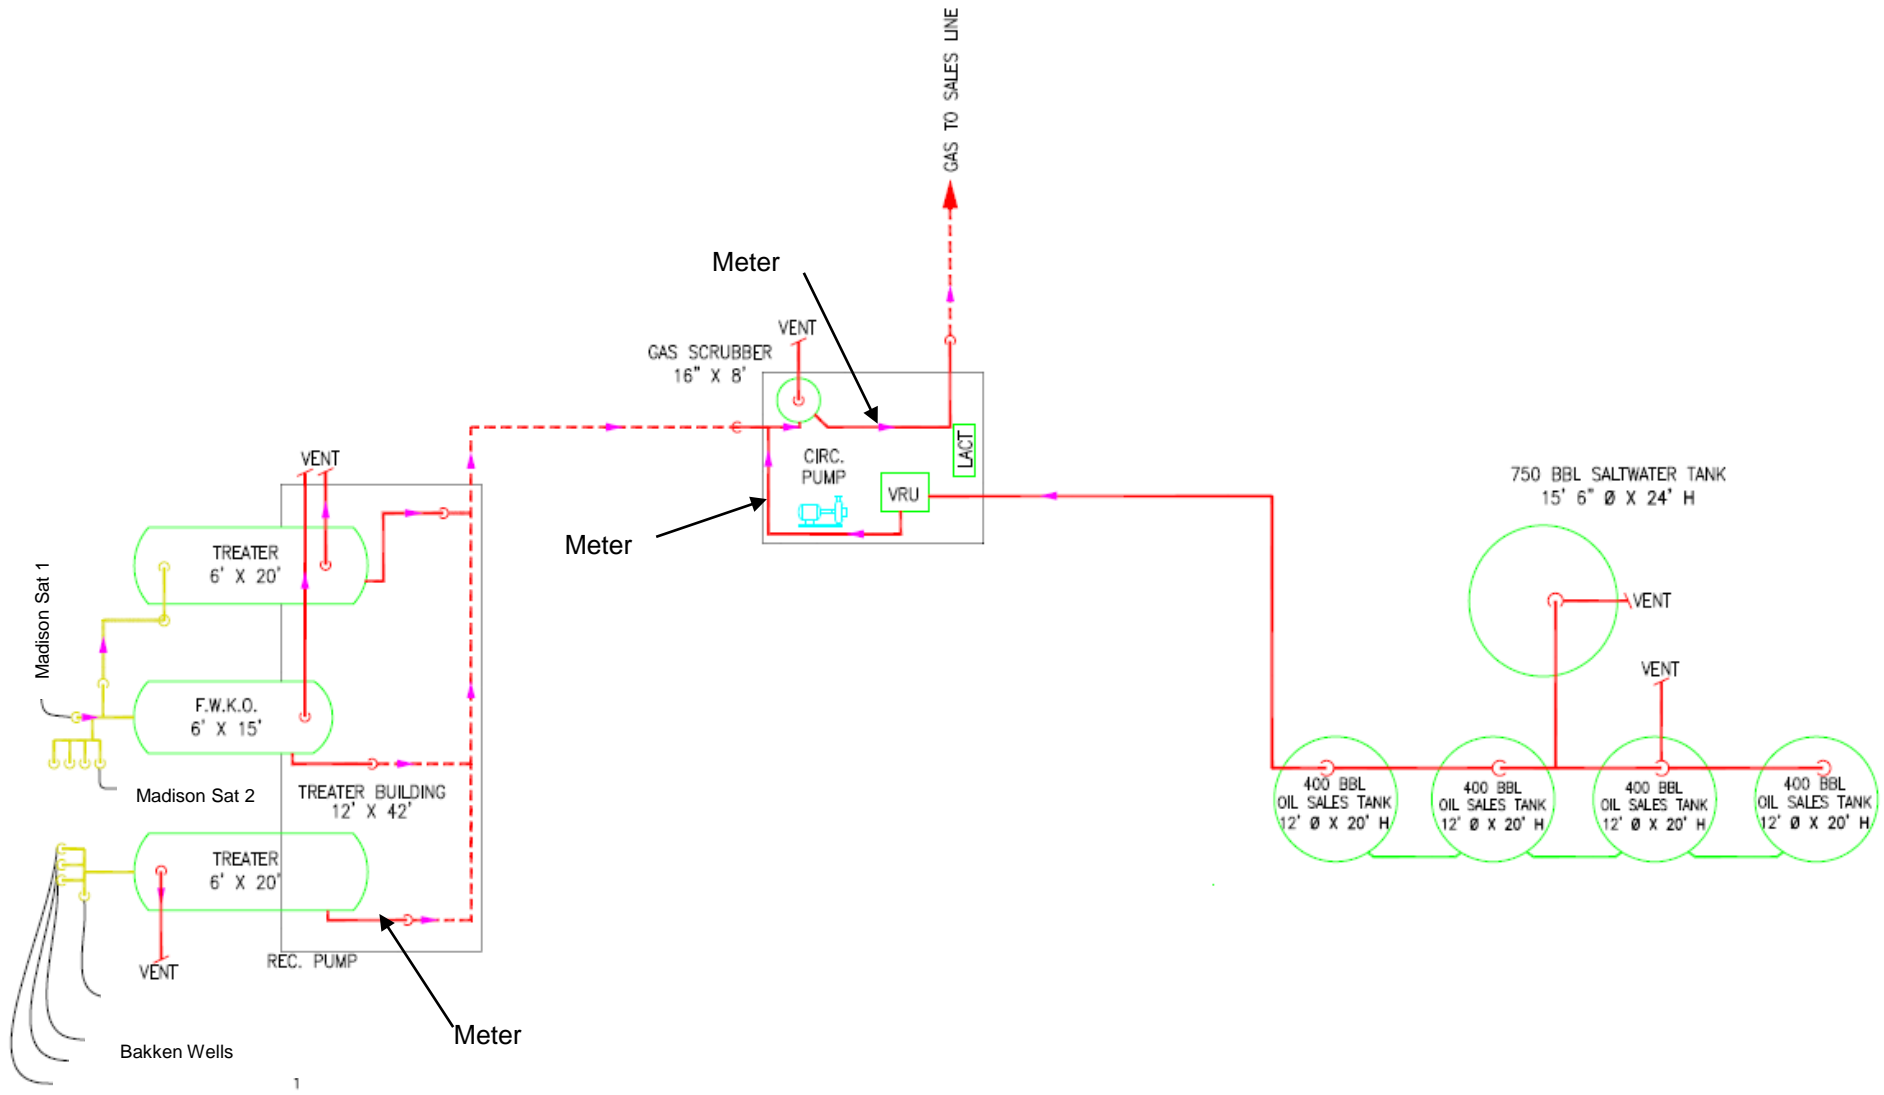 GAS TO SALES LINE
Meter
VENT
GAS SCRUBBER
16" X 8'
CIRC.
PUMP
LACT
VRU
Meter
VENT
TREATER
6' X 20'
Madison Sat 1
F.W.K.O.
6' X 15'
Madison Sat 2
TREATER BUILDING
12' X 42'
TREATER
6' X 20'
VENT
REC. PUMP
Meter
Bakken Wells
1
750 BBL SALTWATER TANK
15' 6" Ø X 24' H
VENT
VENT
400 BBL
OIL SALES TANK
12' Ø X 20' H
400 BBL
OIL SALES TANK
12' Ø X 20' H
400 BBL
OIL SALES TANK
12' Ø X 20' H
400 BBL
OIL SALES TANK
12' Ø X 20' H